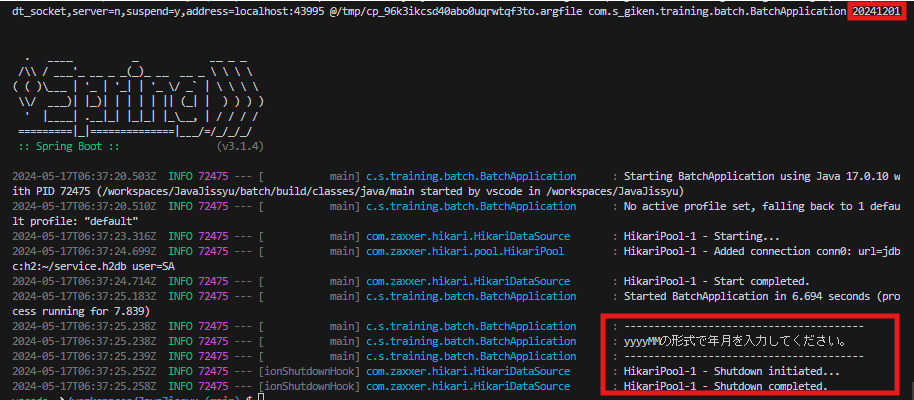 dt_socket,server=n,suspend=y,address=localhost:43995 @/tmp/cp_96k3ikcsd40abo0uqrwtqf3to.argfile com.s_giken.training.batch.BatchApplication 20241201
:: Spring Boot :: (v3.1.4)
2024-05-17T06:37:20.503Z INFO 72475 --- [ main] c.s.training.batch.BatchApplication : Starting BatchApplication using Java 17.0.10 w
ith PID 72475 (/workspaces/JavaJissyu/batch/build/classes/java/main started by vscode in /workspaces/JavaJissyu)
2024-05-17T06:37:20.510Z INFO 72475 --- [ main] c.s.training.batch.BatchApplication : No active profile set, falling back to 1 defau
lt profile: "default"
2024-05-17T06:37:23.316Z INFO 72475 --- [ main] com.zaxxer.hikari.HikariDataSource : HikariPool-1 - Starting...
2024-05-17T06:37:24.699Z INFO 72475 --- [ main] com.zaxxer.hikari.pool.HikariPool : HikariPool-1 - Added connection conn0: url=jdb
c:h2:~/service.h2db user=SA
2024-05-17T06:37:24.714Z INFO 72475 --- [ main] com.zaxxer.hikari.HikariDataSource : HikariPool-1 - Start completed.
2024-05-17T06:37:25.183Z INFO 72475 --- [ main] c.s.training.batch.BatchApplication : Started BatchApplication in 6.694 seconds (pro
cess running for 7.839)
2024-05-17T06:37:25.238Z INFO 72475 --- [ main] c.s.training.batch.BatchApplication : ----------------------------------------
2024-05-17T06:37:25.238Z INFO 72475 --- [ main] c.s.training.batch.BatchApplication : yyyyMMの形式で年月を入力してください。
2024-05-17T06:37:25.239Z INFO 72475 --- [ main] c.s.training.batch.BatchApplication : ----------------------------------------
2024-05-17T06:37:25.252Z INFO 72475 --- [ionShutdownHook] com.zaxxer.hikari.HikariDataSource : HikariPool-1 - Shutdown initiated...
2024-05-17T06:37:25.258Z INFO 72475 --- [ionShutdownHook] com.zaxxer.hikari.HikariDataSource : HikariPool-1 - Shutdown completed.